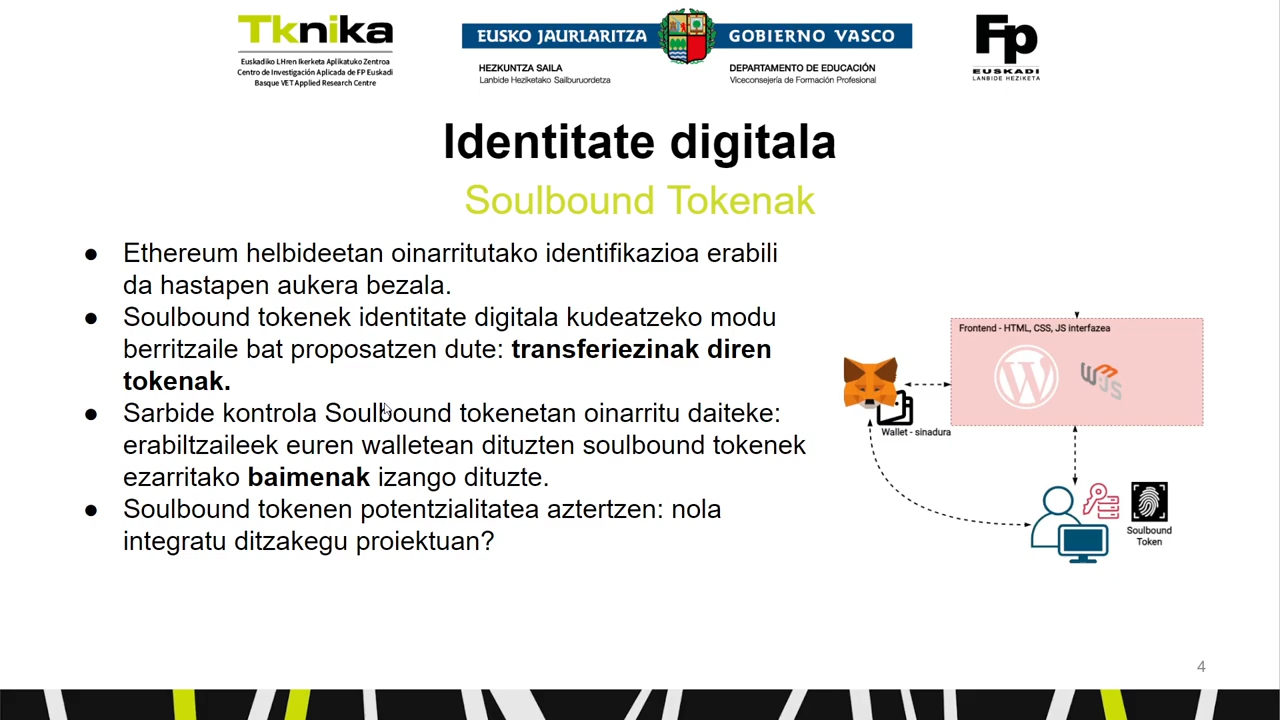 Tknika
Euskadiko LHren Ikerketa Aplikatuko Zentroa
Centro de Investigación Aplicada de FP Euskadi
Basque VET Applied Research Centre
EUSKO JAURLARITZA
GOBIERNO VASCO
HEZKUNTZA SAILA
Lanbide Heziketako Sailburuordetza
DEPARTAMENTO DE EDUCACIÓN
Viceconsejería de Formación Profesional
Fp
EUSKADI
LANBIDE HEZIKETA
Identitate digitala
Soulbound Tokenak
● Ethereum helbideetan oinarritutako identifikazioa erabili
da hastapen aukera bezala.
● Soulbound tokenek identitate digitala kudeatzeko modu
berritzaile bat proposatzen dute: transferiezinak diren
tokenak.
● Sarbide kontrola Soulbound tokenetan oinarritu daiteke:
erabiltzaileek euren walletean dituzten soulbound tokenek
ezarritako baimenak izango dituzte.
● Soulbound tokenen potentzialitatea aztertzen: nola
integratu ditzakegu proiektuan?
Frontend - HTML, CSS, JS interfazea
W
W3JS
Wallet - sinadura
Soulbound
Token
4